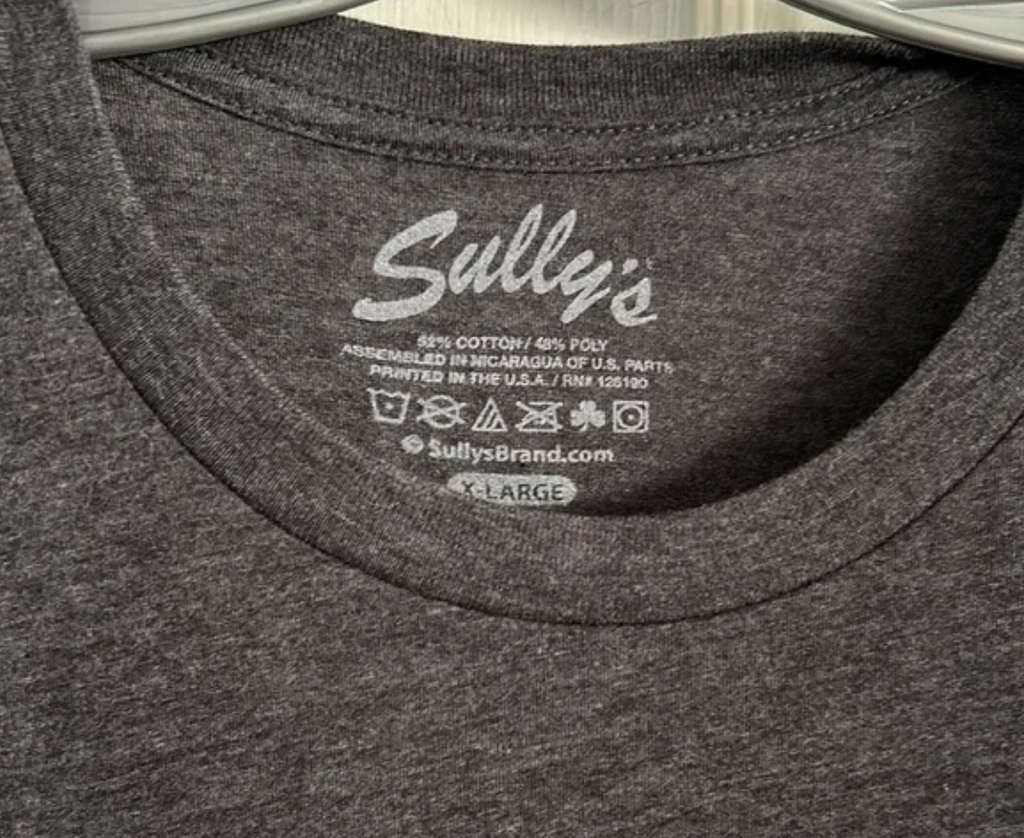 Sully's
52% COTTON / 48% POLY
ASSEMBLED IN NICARAGUA OF U.S. PARTS
PRINTED IN THE U.S.A. / RN# 126190
© SullysBrand.com
X-LARGE